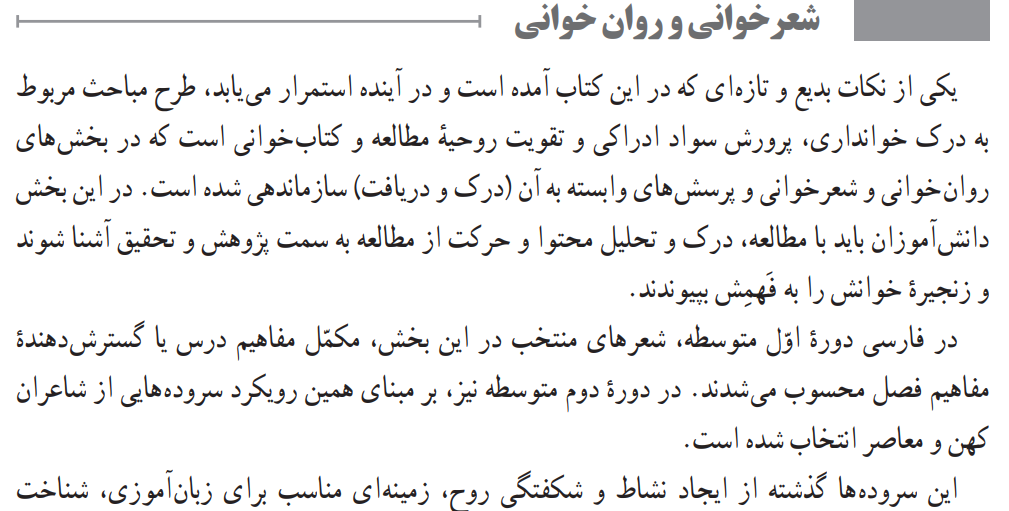 شعرخوانی و روان خوانی
یکی از نکات بدیع و تازه‌ای که در این کتاب آمده است و در آینده استمرار می‌یابد، طرح مباحث مربوط
به درک خوانداری، پرورش سواد ادراکی و تقویت روحیهٔ مطالعه و کتاب‌خوانی است که در بخش‌های
روان‌خوانی و شعرخوانی و پرسش‌های وابسته به آن (درک و دریافت) سازماندهی شده است. در این بخش
دانش‌آموزان باید با مطالعه، درک و تحلیل محتوا و حرکت از مطالعه به سمت پژوهش و تحقیق آشنا شوند
و زنجیرهٔ خوانش را به فَهمِش بپیوندند.
در فارسی دورهٔ اوّل متوسطه، شعرهای منتخب در این بخش، مکمّل مفاهیم درس یا گسترش‌دهندهٔ
مفاهیم فصل محسوب می‌شدند. در دورهٔ دوم متوسطه نیز، بر مبنای همین رویکرد سروده‌هایی از شاعران
کهن و معاصر انتخاب شده است.
این سروده‌ها گذشته از ایجاد نشاط و شکفتگی روح، زمینه‌ای مناسب برای زبان‌آموزی، شناخت